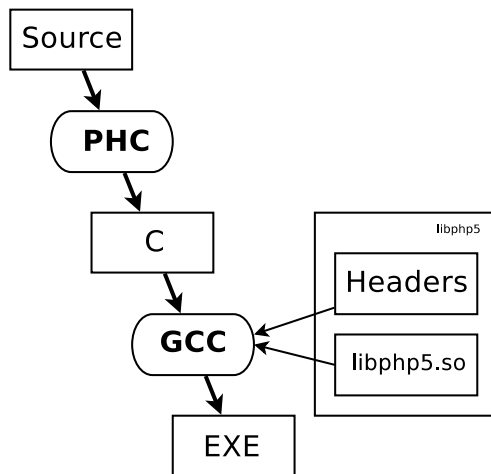 Source
PHC
C
libphp5
Headers
GCC
libphp5.so
EXE